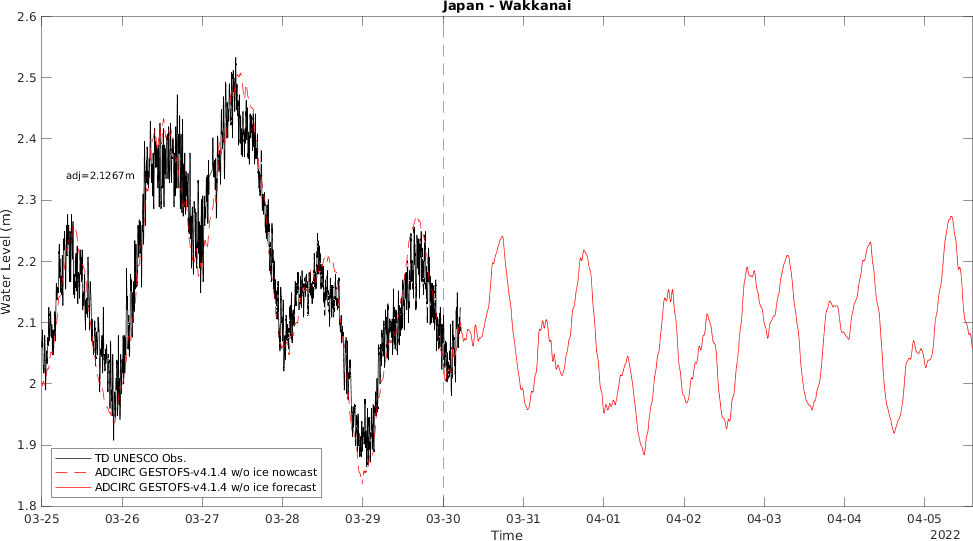 Japan - Wakkanai
2.6
2.5
2.4
2.3
2.2
2.1
2
1.9
1.8
Water Level (m)
adj=2.1267m
TD UNESCO Obs.
ADCIRC GESTOFS-v4.1.4 w/o ice nowcast
ADCIRC GESTOFS-v4.1.4 w/o ice forecast
03-25 03-26 03-27 03-28 03-29 03-30 03-31 04-01 04-02 04-03 04-04 04-05
Time
2022